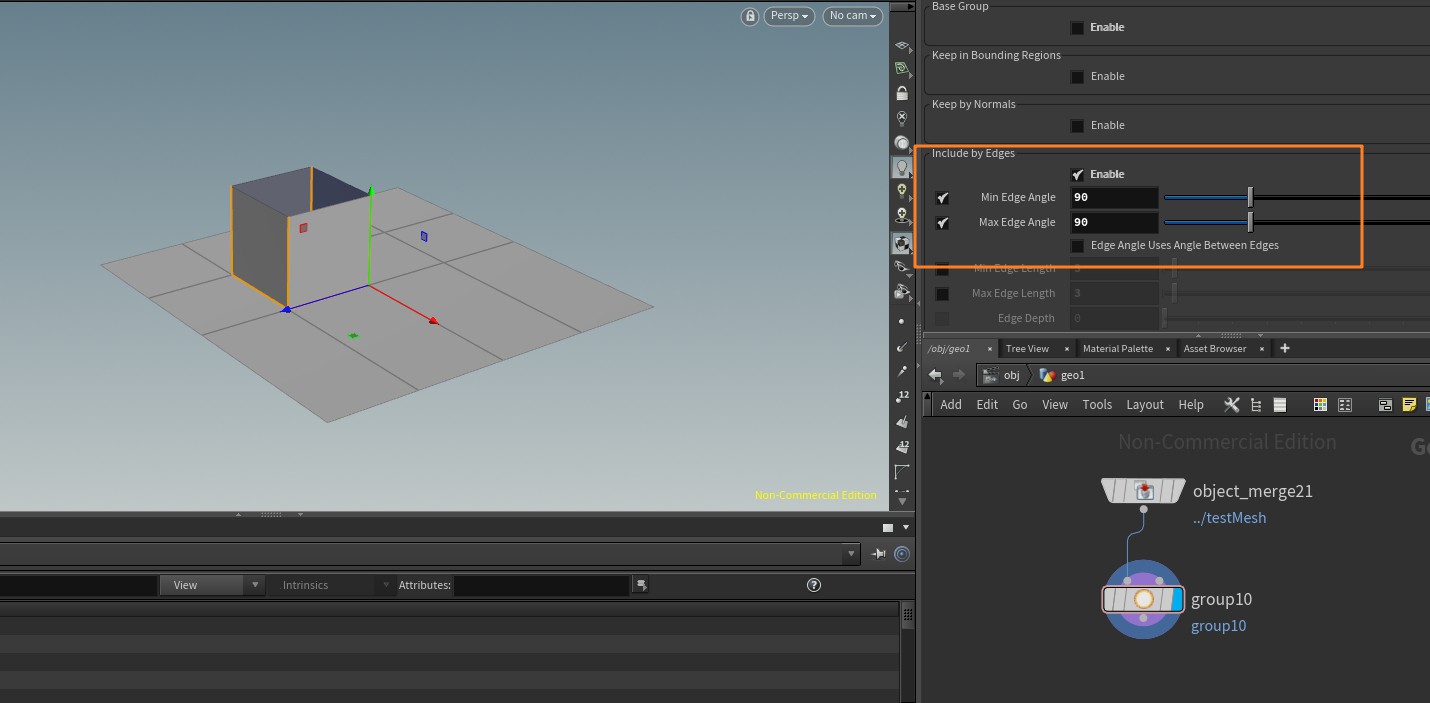 Persp
No cam
Non-Commercial Edition
View
Intrinsics
Attributes:
Base Group
Enable
Keep in Bounding Regions
Enable
Keep by Normals
Enable
Include by Edges
Enable
Min Edge Angle 90
Max Edge Angle 90
Edge Angle Uses Angle Between Edges
Min Edge Length
Max Edge Length 3
Edge Depth 0
/obj/geo1 Tree View Material Palette Asset Browser
obj geo1
Add Edit Go View Tools Layout Help
Non-Commercial Edition
object_merge21
../testMesh
group10
group10
12
12